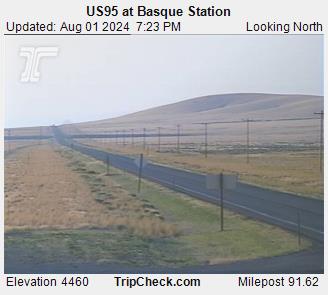 US95 at Basque Station
Updated: Aug 01 2024 7:23 PM Looking North
Elevation 4460 TripCheck.com Milepost 91.62